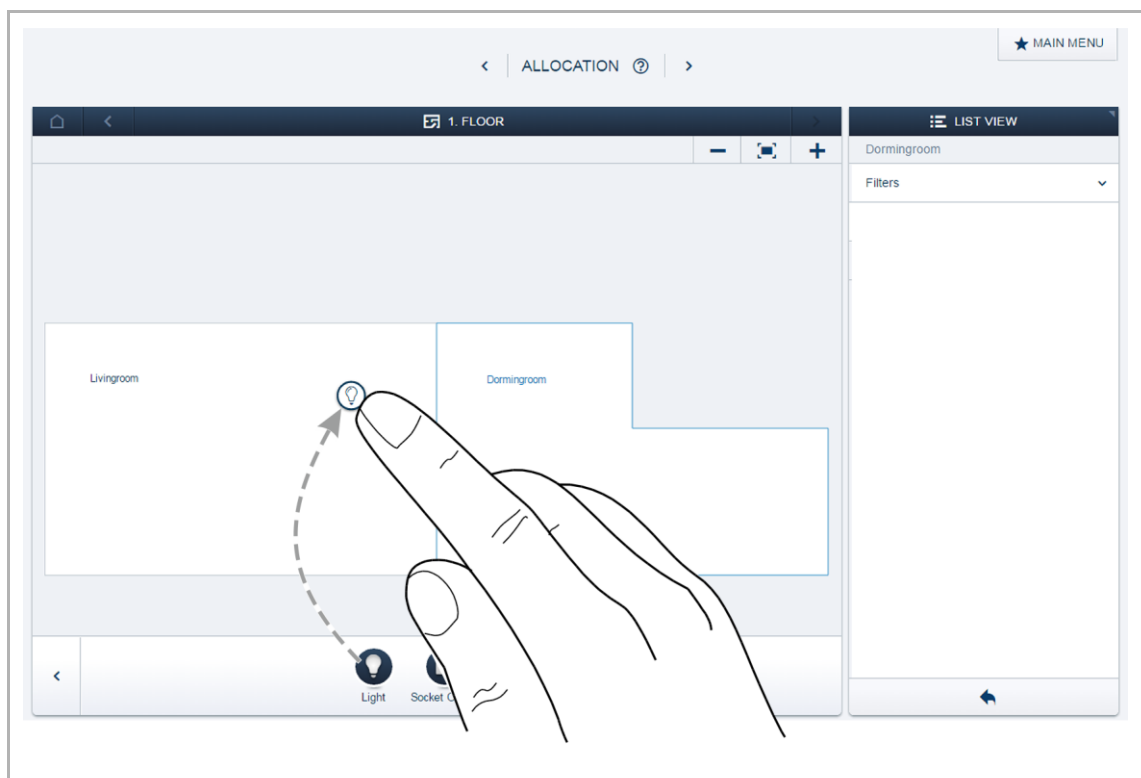 MAIN MENU
ALLOCATION
1. FLOOR
LIST VIEW
Dormingroom
Filters
Livingroom
Dormingroom
Light
Socket